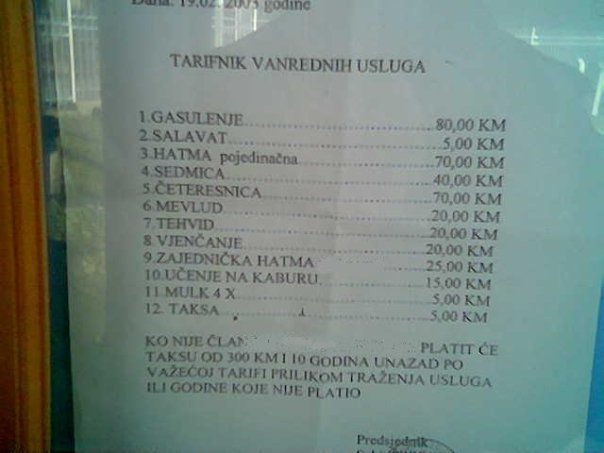 Dana: 19.02. 2003 godine
TARIFNIK VANREDNIH USLUGA
1.GASULENJE..............................80,00 KM
2.SALAVAT..............................5,00 KM
3.HATMA pojedinačna......................70,00 KM
4.SEDMICA..............................40,00 KM
5.ČETERESNICA..........................70,00 KM
6.MEVLUD..............................20,00 KM
7.TEHVID..............................20,00 KM
8.VJENČANJE............................20,00 KM
9.ZAJEDNIČKA HATMA ....................25,00 KM
10.UČENJE NA KABURU.....................15,00 KM
11.MULK 4 X............................5,00 KM
12. TAKSA..............................5,00 KM
KO NIJE ČLAN PLATIT ĆE
TAKSU OD 300 KM I 10 GODINA UNAZAD PO
VAŽEĆOJ TARIFI PRILIKOM TRAŽENJA USLUGA
ILI GODINE KOJE NIJE PLATIO
Predsjednik